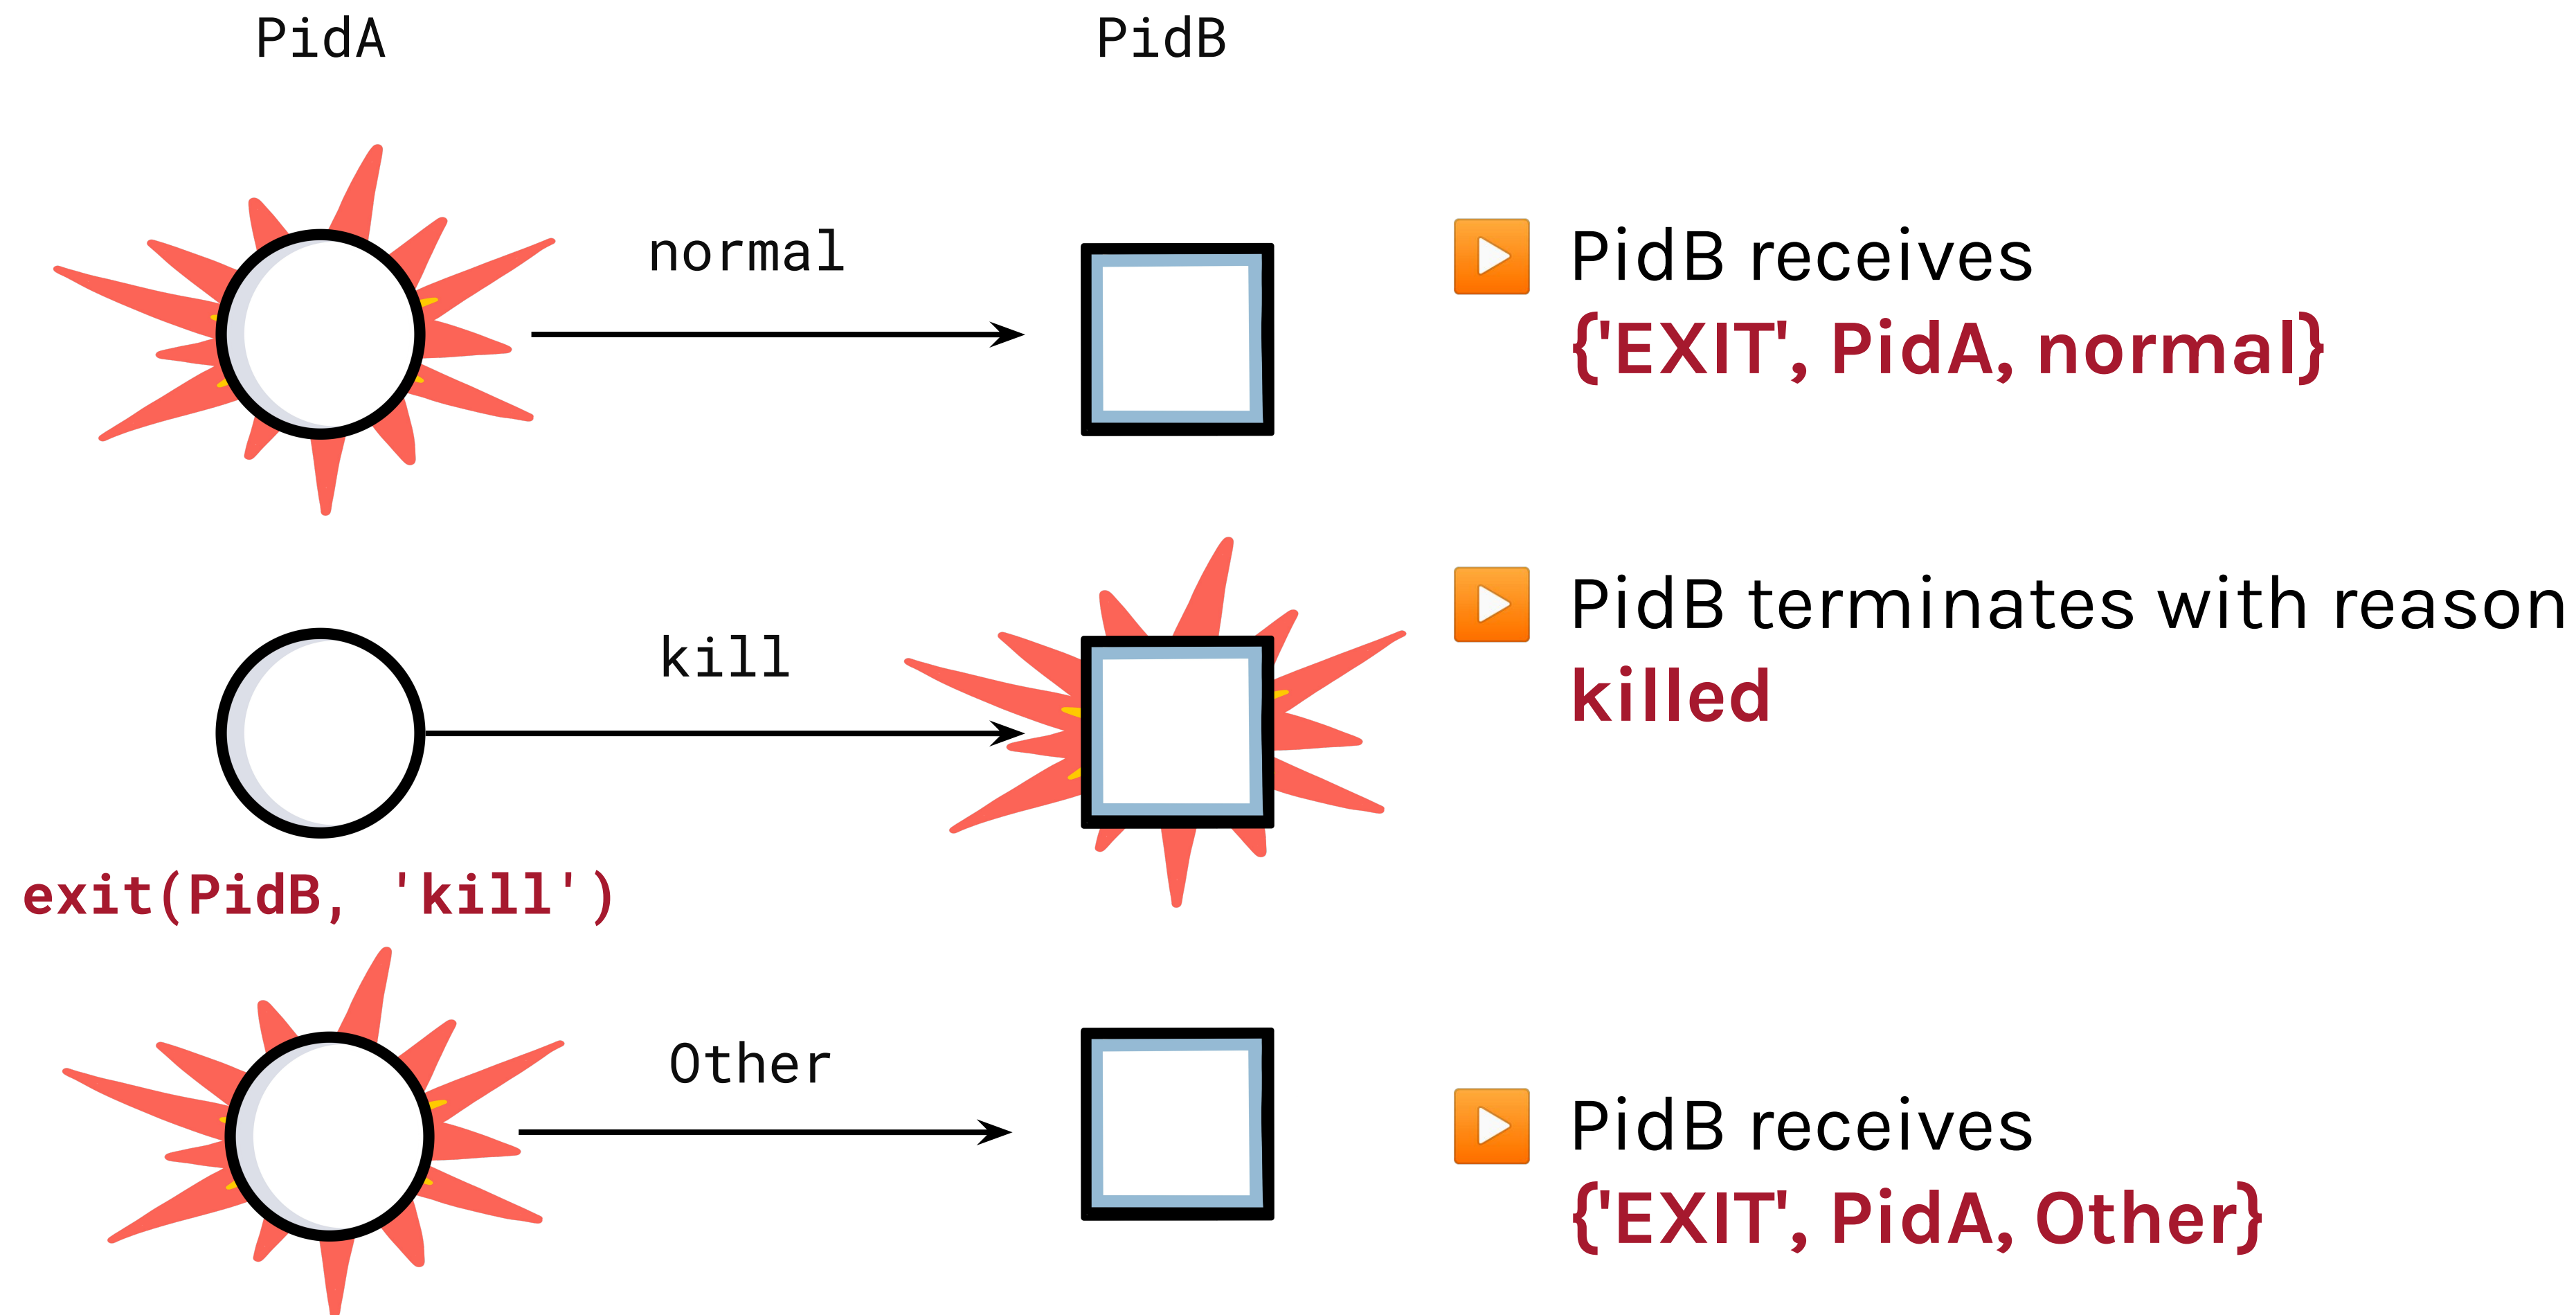 PidA
PidB
normal
PidB receives
{'EXIT', PidA, normal}
kill
PidB terminates with reason
killed
exit(PidB, 'kill')
Other
PidB receives
{'EXIT', PidA, Other}